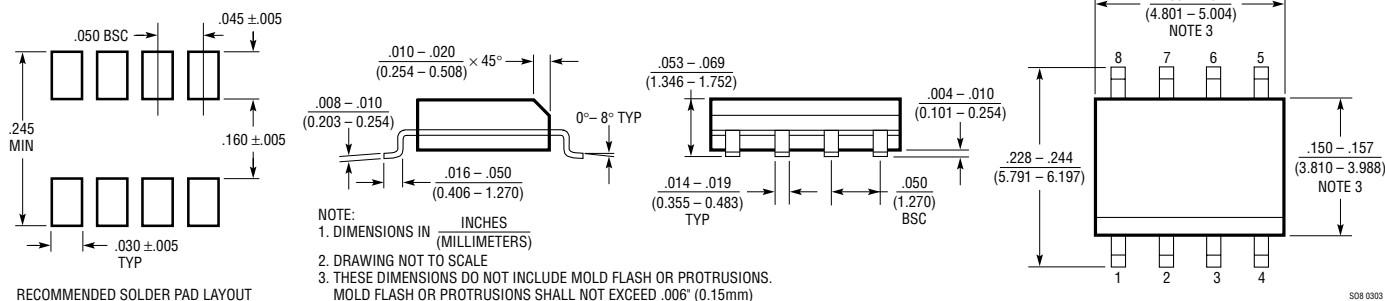 .050 BSC
.045 ±.005
.245
MIN
.160 ±.005
.030 ±.005
TYP
RECOMMENDED SOLDER PAD LAYOUT
.010 – .020
(0.254 – 0.508)
× 45°
.008 – .010
(0.203 – 0.254)
0°– 8° TYP
.016 – .050
(0.406 – 1.270)
NOTE:
1. DIMENSIONS IN INCHES
(MILLIMETERS)
2. DRAWING NOT TO SCALE
3. THESE DIMENSIONS DO NOT INCLUDE MOLD FLASH OR PROTRUSIONS.
MOLD FLASH OR PROTRUSIONS SHALL NOT EXCEED .006" (0.15mm)
.053 – .069
(1.346 – 1.752)
.004 – .010
(0.101 – 0.254)
.014 – .019
(0.355 – 0.483)
TYP
.050
(1.270)
BSC
(4.801 – 5.004)
NOTE 3
8 7 6 5
.228 – .244
(5.791 – 6.197)
.150 – .157
(3.810 – 3.988)
NOTE 3
1 2 3 4
SO8 0303